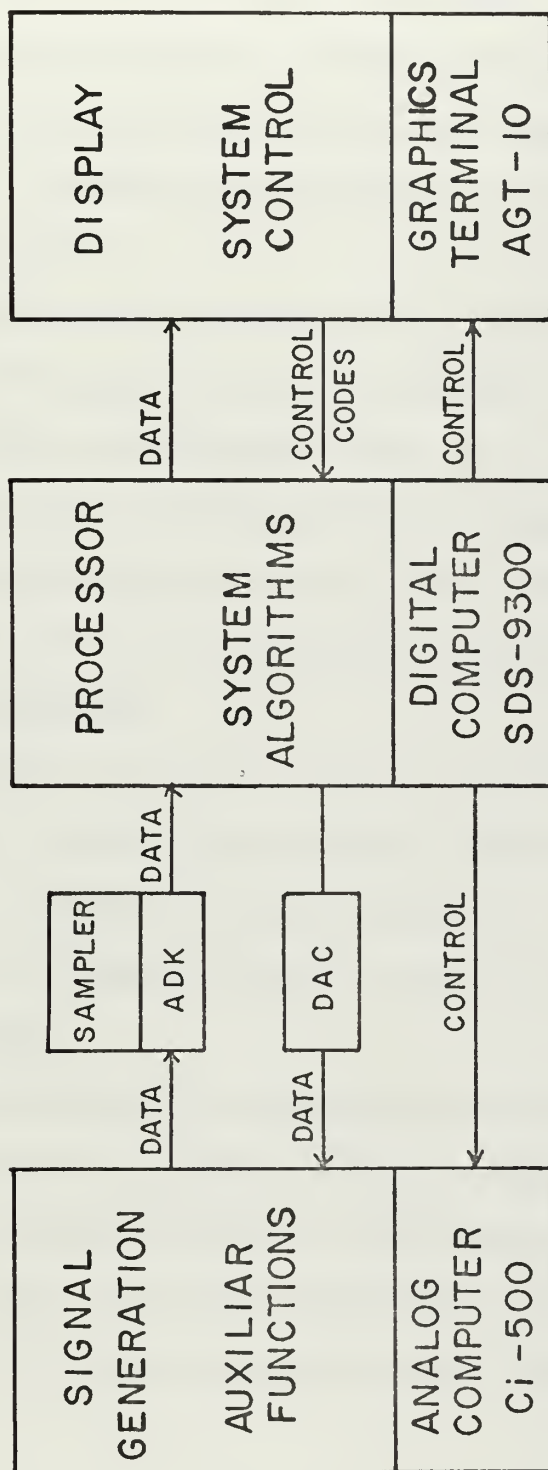 SIGNAL
GENERATION
AUXILIAR
FUNCTIONS
ANALOG
COMPUTER
Ci-500
DATA
SAMPLER
ADK
DATA
DATA
DAC
CONTROL
PROCESSOR
SYSTEM
ALGORITHMS
DIGITAL
COMPUTER
SDS-9300
DATA
CONTROL
CODES
CONTROL
DISPLAY
SYSTEM
CONTROL
GRAPHICS
TERMINAL
AGT-10